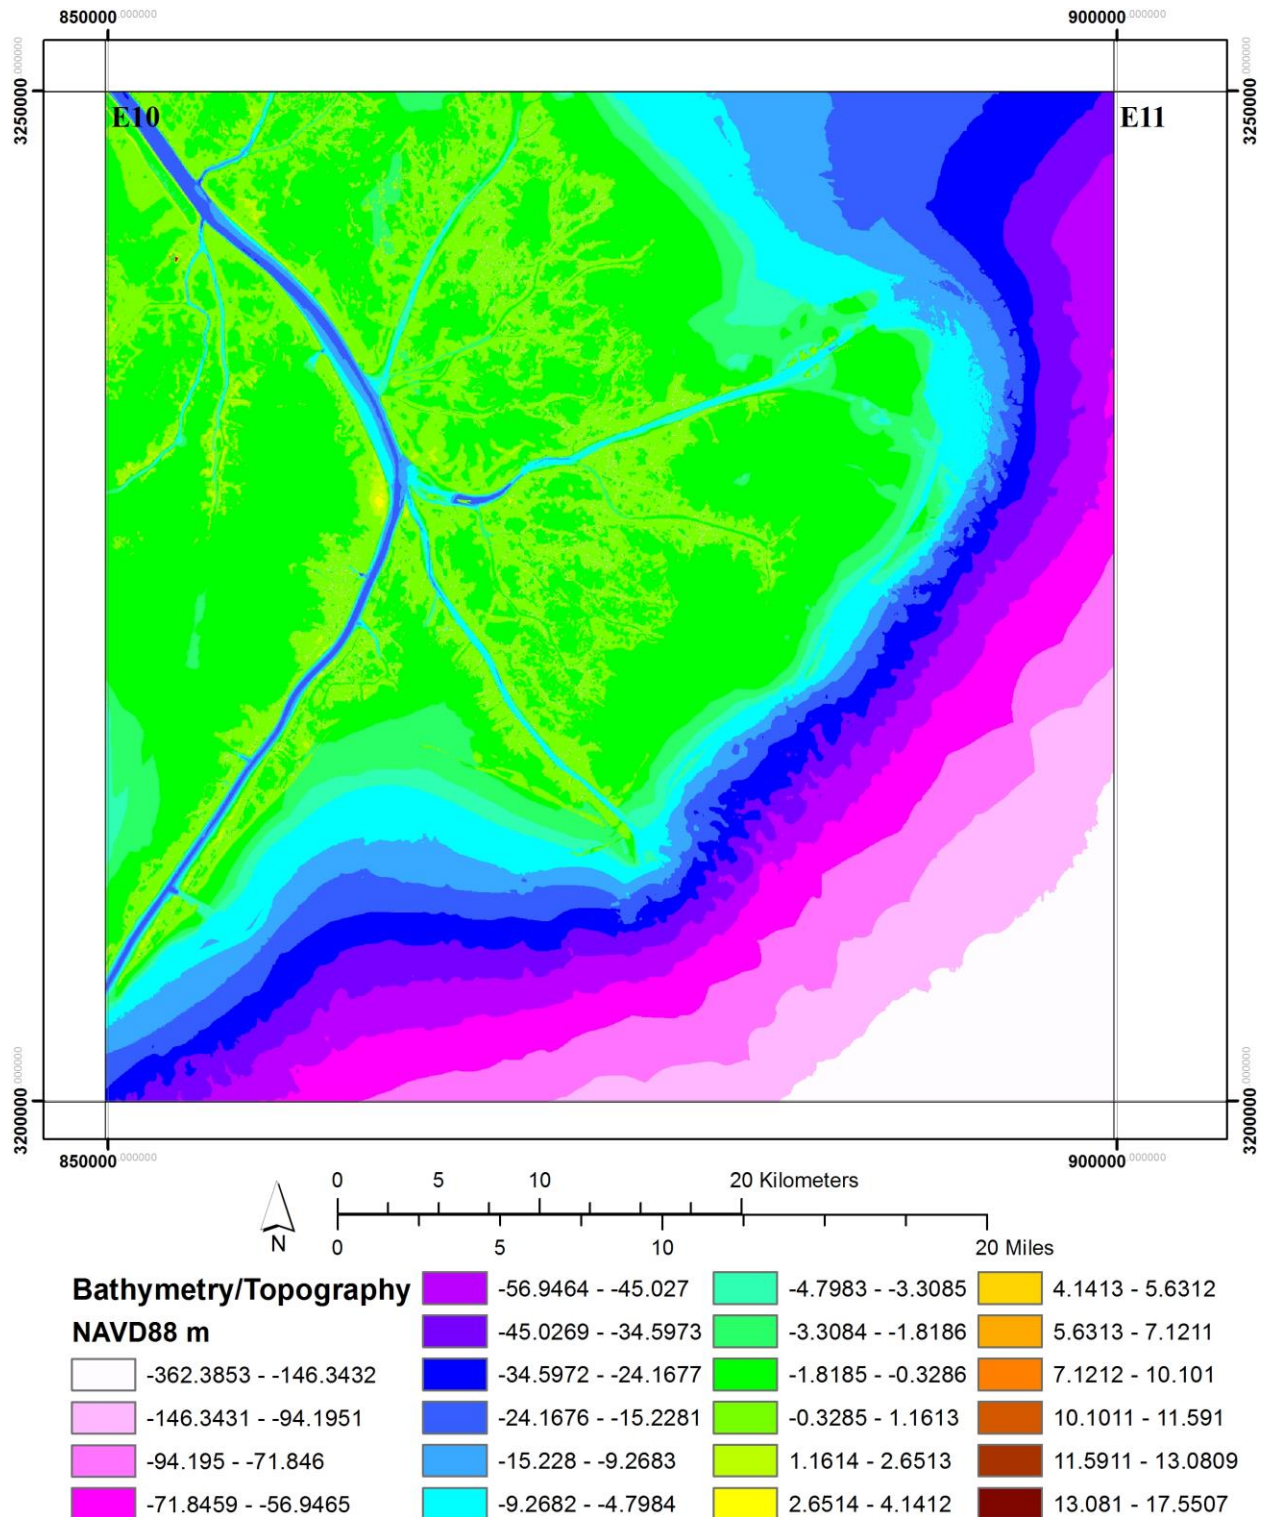 850000.000000 900000.000000
3250000.000000 3250000.000000
E10 E11
3200000.000000 3200000.000000
850000.000000 900000.000000
0 5 10 20 Kilometers
N
0 5 10 20 Miles
Bathymetry/Topography
NAVD88 m
-362.3853 - -146.3432
-146.3431 - -94.1951
-94.195 - -71.846
-71.8459 - -56.9465
-56.9464 - -45.027
-45.0269 - -34.5973
-34.5972 - -24.1677
-24.1676 - -15.2281
-15.228 - -9.2683
-9.2682 - -4.7984
-4.7983 - -3.3085
-3.3084 - -1.8186
-1.8185 - -0.3286
-0.3285 - 1.1613
1.1614 - 2.6513
2.6514 - 4.1412
4.1413 - 5.6312
5.6313 - 7.1211
7.1212 - 10.101
10.1011 - 11.591
11.5911 - 13.0809
13.081 - 17.5507